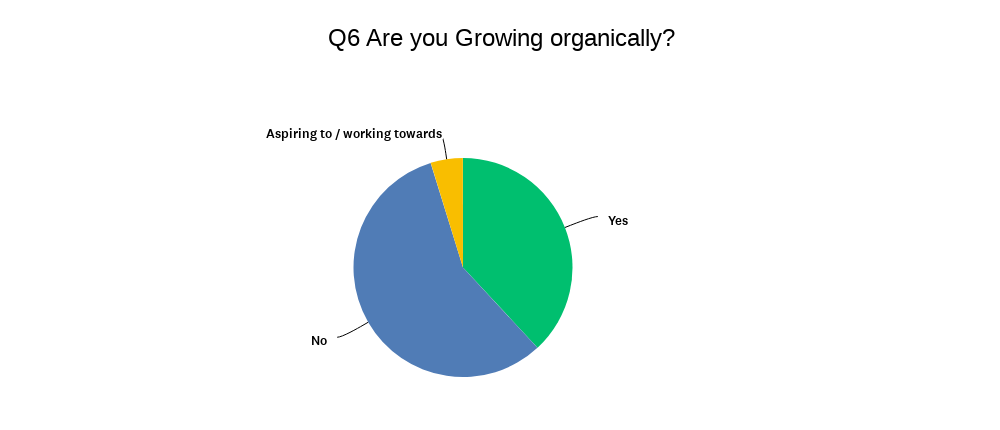 Q6 Are you Growing organically?
Aspiring to / working towards
Yes
No